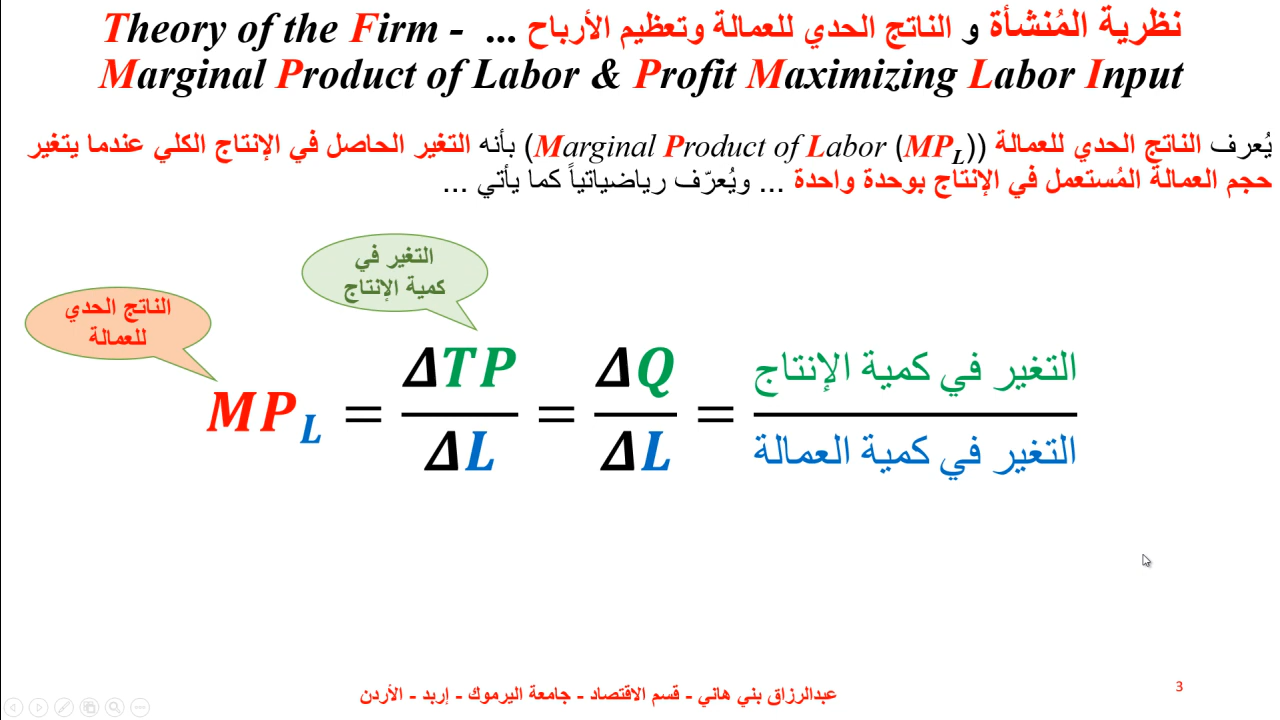 نظرية المُنشأة و الناتج الحدي للعمالة وتعظيم الأرباح ... - Theory of the Firm
Marginal Product of Labor & Profit Maximizing Labor Input
يُعرف الناتج الحدي للعمالة (Marginal Product of Labor (MP_L)) بأنه التغير الحاصل في الإنتاج الكلي عندما يتغير
حجم العمالة المُستعمل في الإنتاج بوحدة واحدة ... ويُعرّف رياضياتياً كما يأتي ...
التغير في
كمية الإنتاج
الناتج الحدي
للعمالة
MP_L = ΔTP/ΔL = ΔQ/ΔL = التغير في كمية الإنتاج/التغير في كمية العمالة
عبدالرزاق بني هاني - قسم الاقتصاد - جامعة اليرموك - إربد - الأردن
3